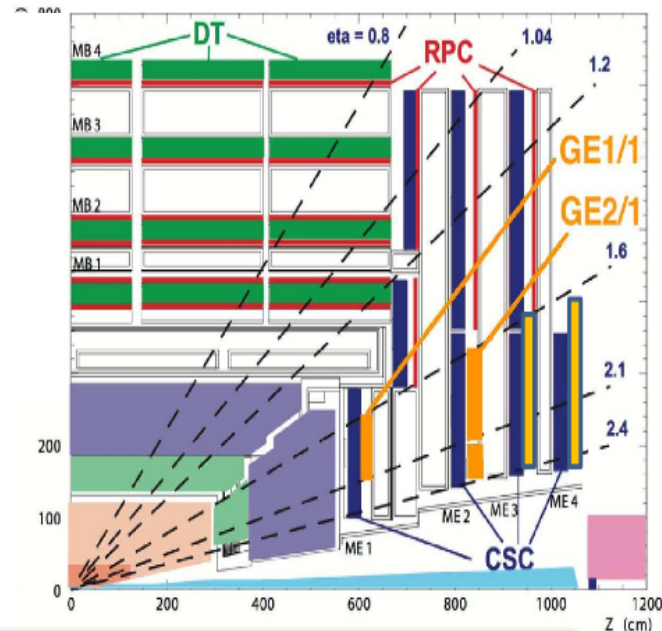 800
MB 4
DT
eta = 0.8
1.04
RPC
1.2
MB 3
GE1/1
GE2/1
MB 2
1.6
MB 1
2.1
2.4
200
100
ME 1
ME 2
ME 3
ME 4
CSC
0
0
200
400
600
800
1000
1200
Z (cm)